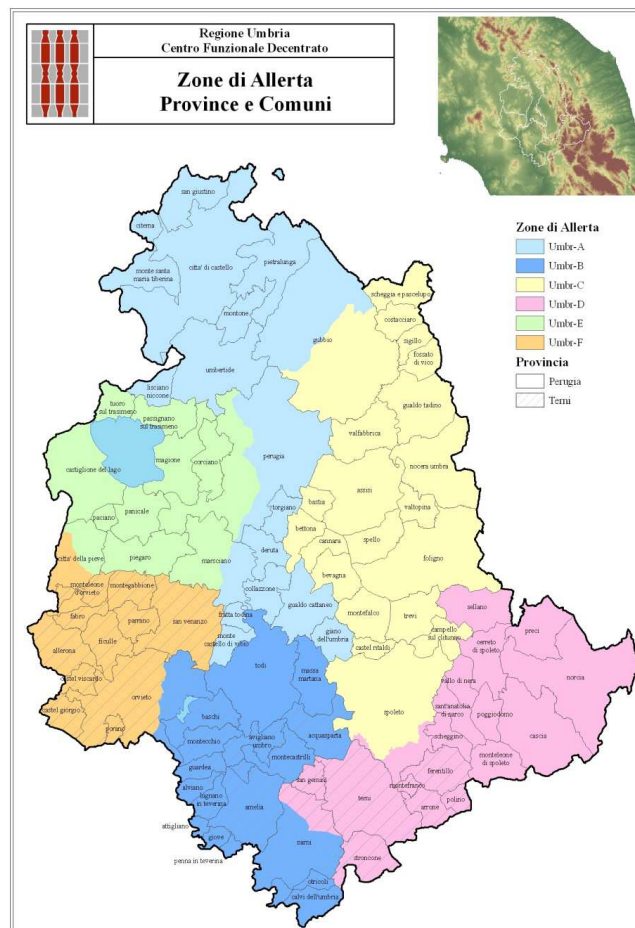 Regione Umbria
Centro Funzionale Decentrato
Zone di Allerta
Province e Comuni
Zone di Allerta
Umbr-A
Umbr-B
Umbr-C
Umbr-D
Umbr-E
Umbr-F
Provincia
Perugia
Terni
san giustino
citerna
citta' di castello
pietralunga
monte santa
maria tiberina
montone
scheggia e pascelupo
costacciaro
sigillo
gubbio
fossato
di vico
umbertide
lisciano
niccone
gualdo tadino
tuoro
sul trasimeno
passignano
sul trasimeno
valfabbrica
perugia
magione
corciano
castiglione del lago
nocera umbra
assisi
bastia
torgiano
valtopina
paciano
panicale
bettona
cannara
spello
deruta
foligno
citta' della pieve
piegaro
marsciano
bevagna
collazzone
gualdo cattaneo
monteleone
d'orvieto
montegabbione
sellano
fabro
parrano
san venanzo
fratta todina
montefalco
trevi
campello
sul clitunno
preci
giano
dell'umbria
monte
castello di vibio
cerreto
di spoleto
allerona
ficulle
castel ritaldi
todi
massa
martana
vallo di nera
norcia
castel viscardo
orvieto
sant'anatolia
di narco
poggiodomo
castel giorgio
porano
baschi
spoleto
scheggino
cascia
montecchio
avigliano
umbro
acquasparta
monteleone
di spoleto
guardea
montecastrilli
ferentillo
alviano
san gemini
montefranco
polino
lugnano
in teverina
amelia
terni
arrone
attigliano
giove
narni
stroncone
penna in teverina
otricoli
calvi dell'umbria